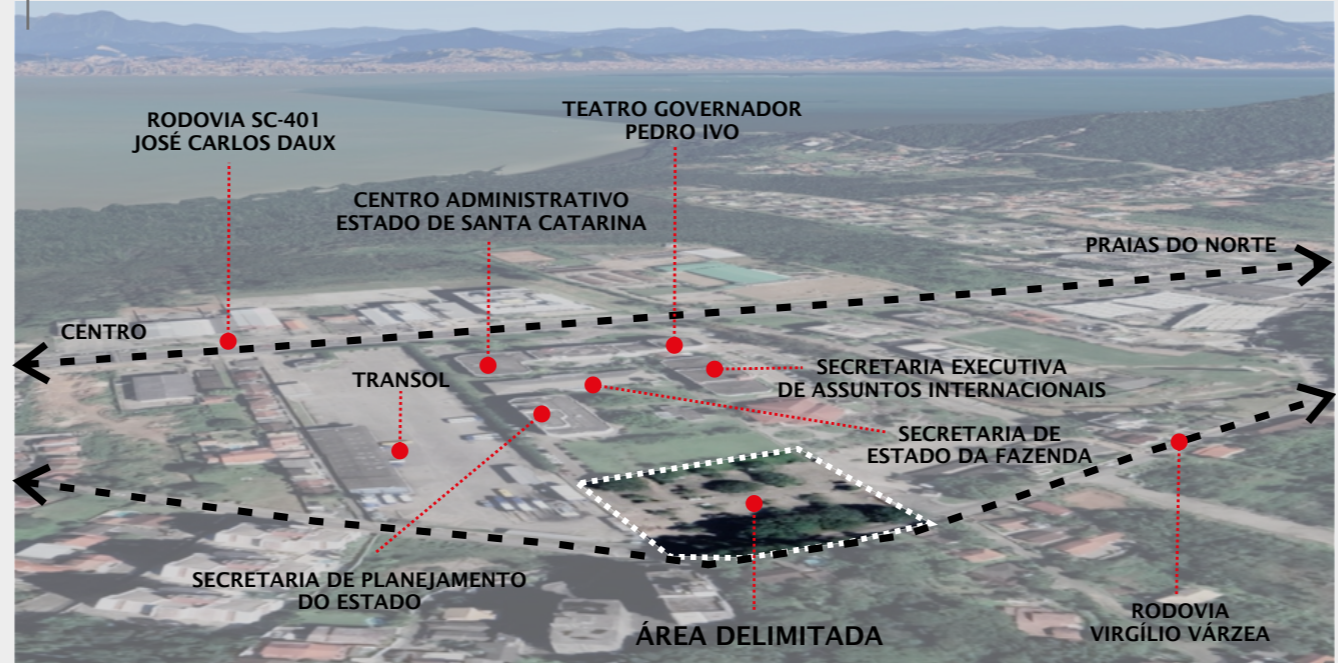 RODOVIA SC-401
JOSÉ CARLOS DAUX
TEATRO GOVERNADOR
PEDRO IVO
CENTRO ADMINISTRATIVO
ESTADO DE SANTA CATARINA
PRAIAS DO NORTE
CENTRO
TRANSOL
SECRETARIA EXECUTIVA
DE ASSUNTOS INTERNACIONAIS
SECRETARIA DE
ESTADO DA FAZENDA
SECRETARIA DE PLANEJAMENTO
DO ESTADO
ÁREA DELIMITADA
RODOVIA
VIRGÍLIO VÁRZEA